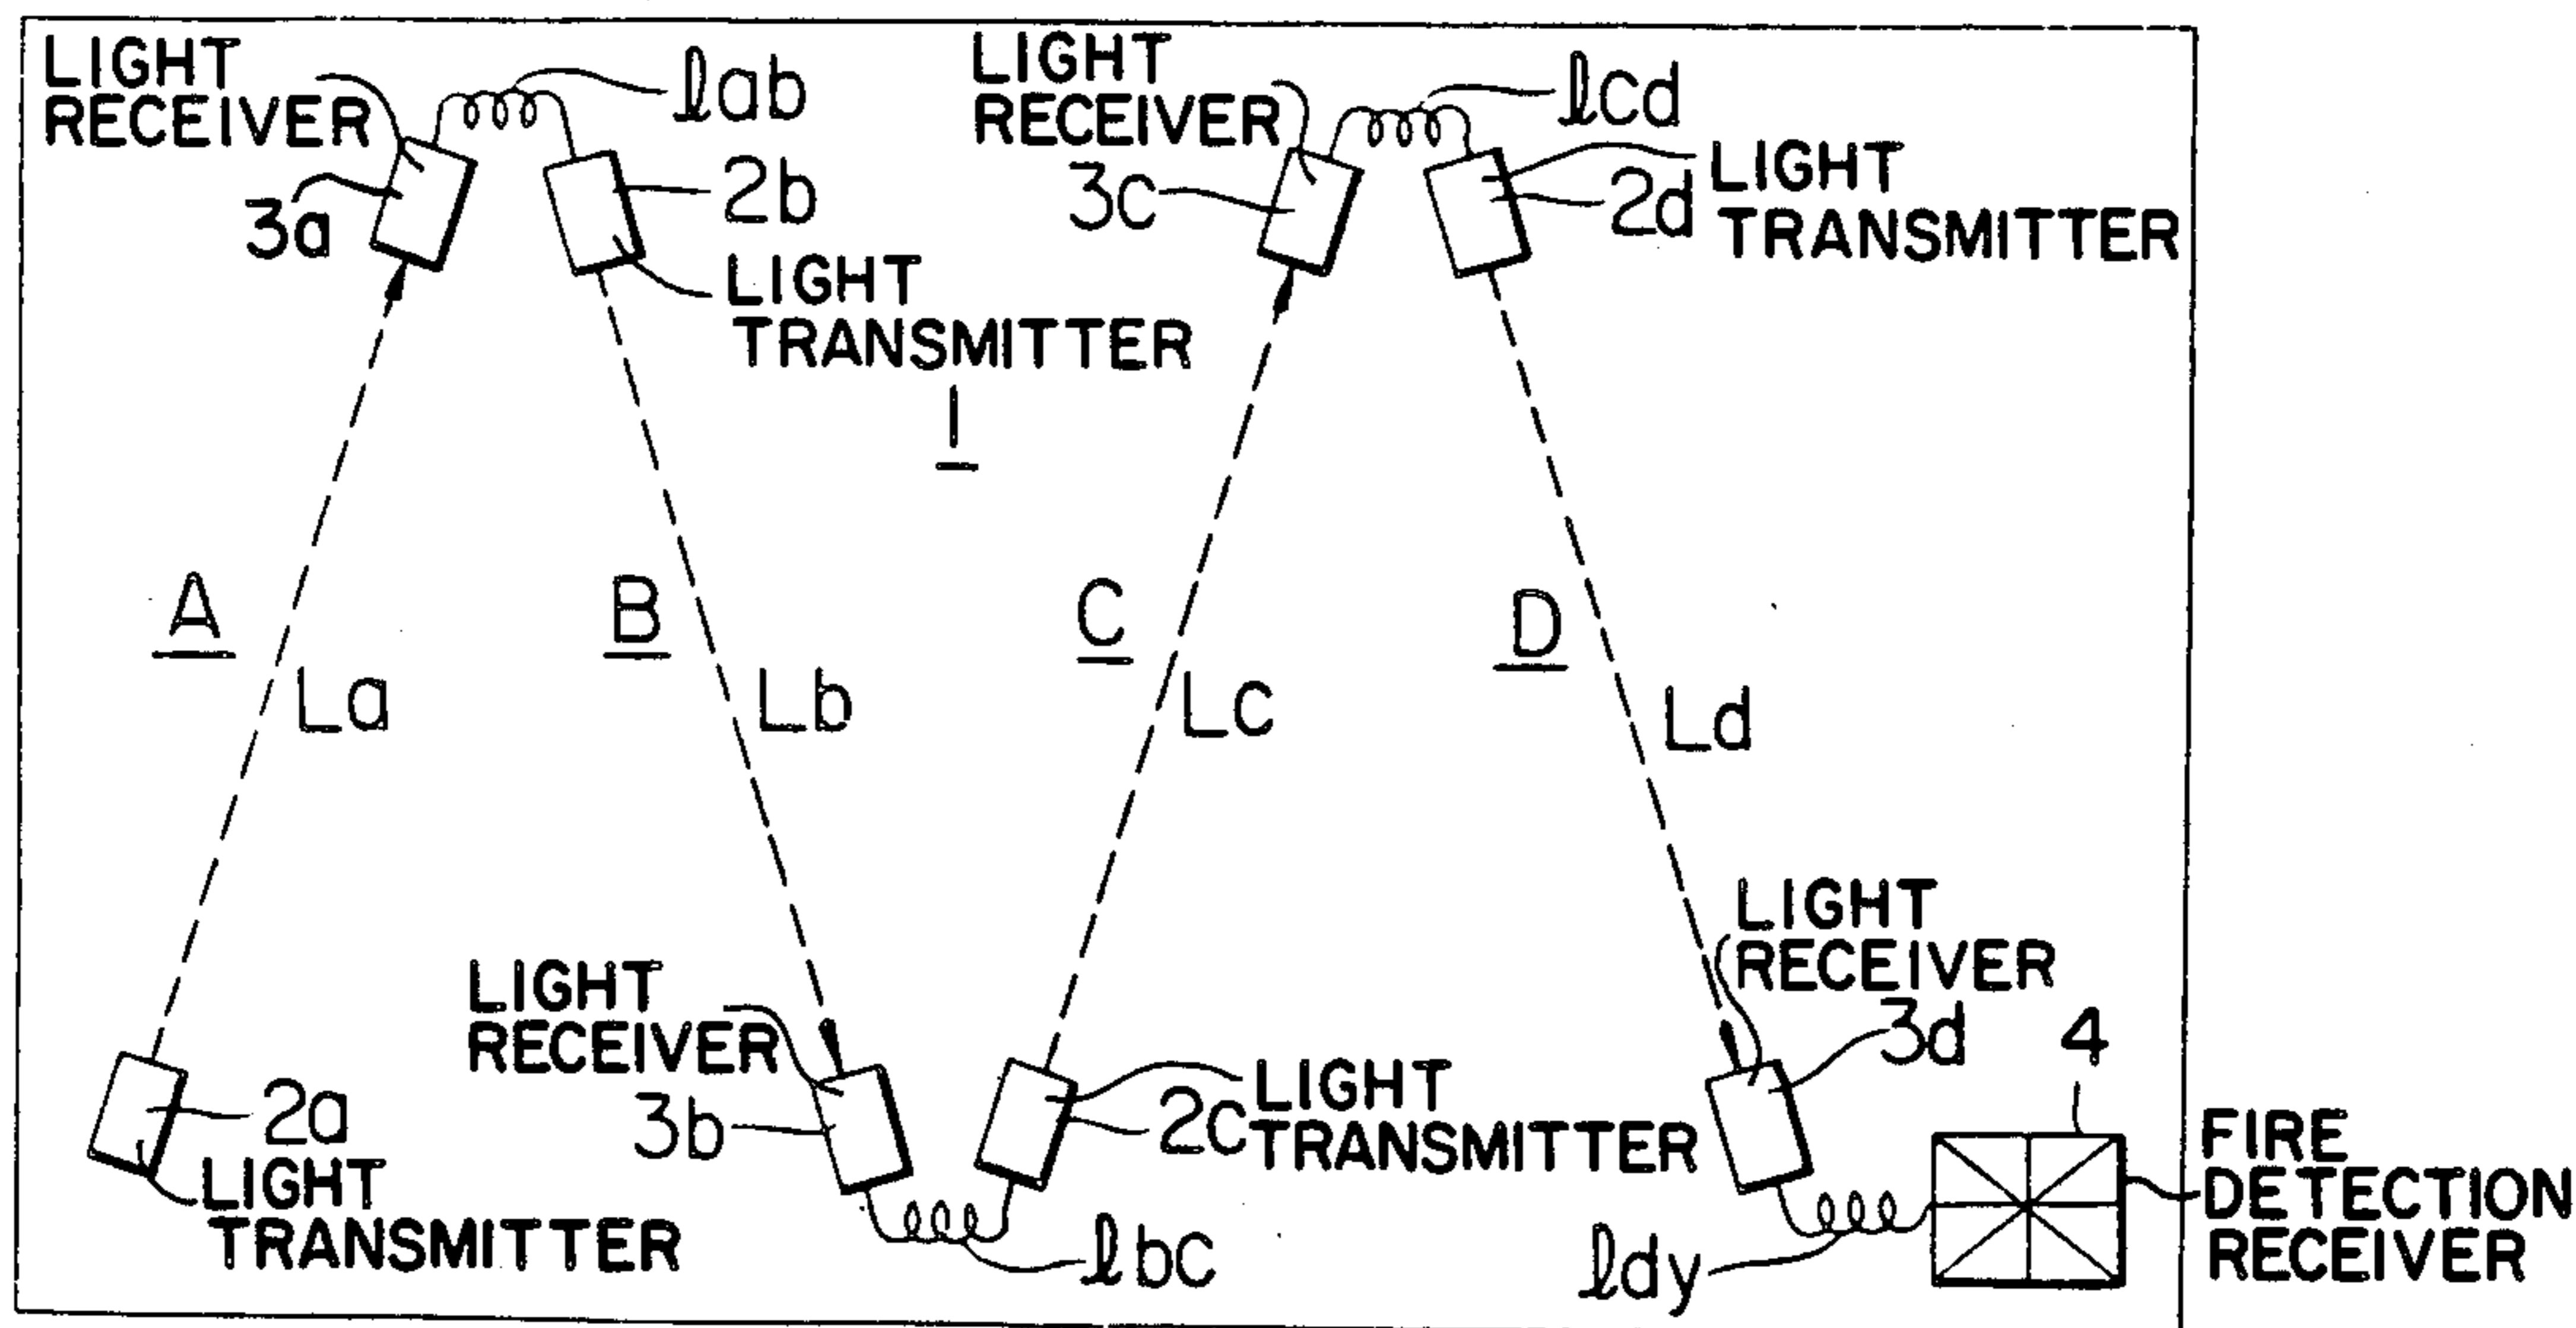 LIGHT
RECEIVER
lab
3a
2b
LIGHT
TRANSMITTER
LIGHT
RECEIVER
lcd
3c
2d
LIGHT
TRANSMITTER
1
A
La
B
Lb
C
Lc
D
Ld
2a
LIGHT
TRANSMITTER
LIGHT
RECEIVER
3b
lbc
2c
LIGHT
TRANSMITTER
LIGHT
RECEIVER
3d
4
ldy
FIRE
DETECTION
RECEIVER